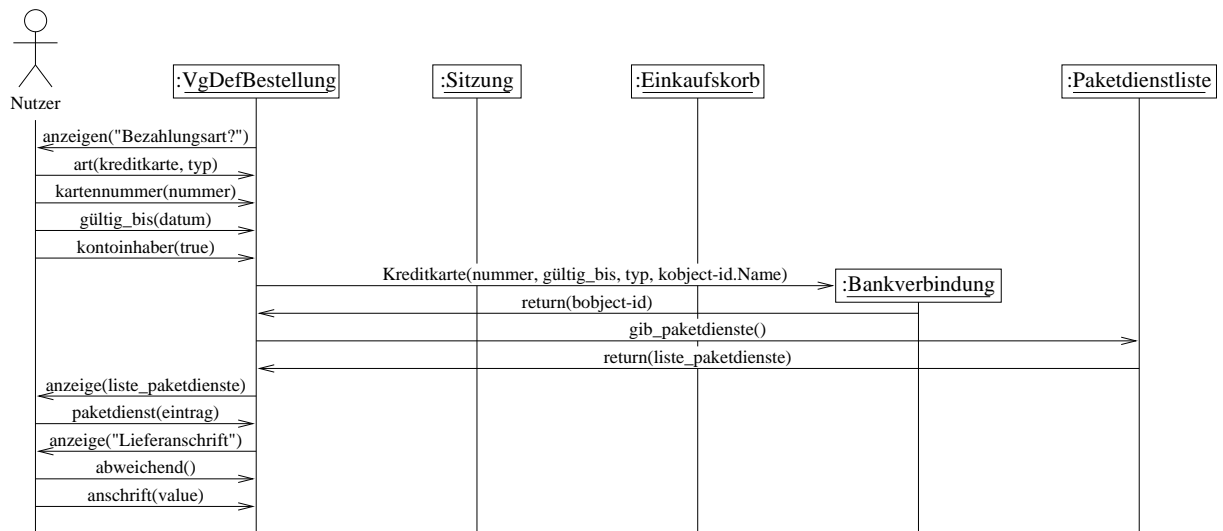 :VgDefBestellung
:Sitzung
:Einkaufskorb
:Paketdienstliste
Nutzer
anzeigen("Bezahlungsart?")
art(kreditkarte, typ)
kartennummer(nummer)
gültig_bis(datum)
kontoinhaber(true)
Kreditkarte(nummer, gültig_bis, typ, kobject-id.Name)
:Bankverbindung
return(bobject-id)
gib_paketdienste()
return(liste_paketdienste)
anzeige(liste_paketdienste)
paketdienst(eintrag)
anzeige("Lieferanschrift")
abweichend()
anschrift(value)